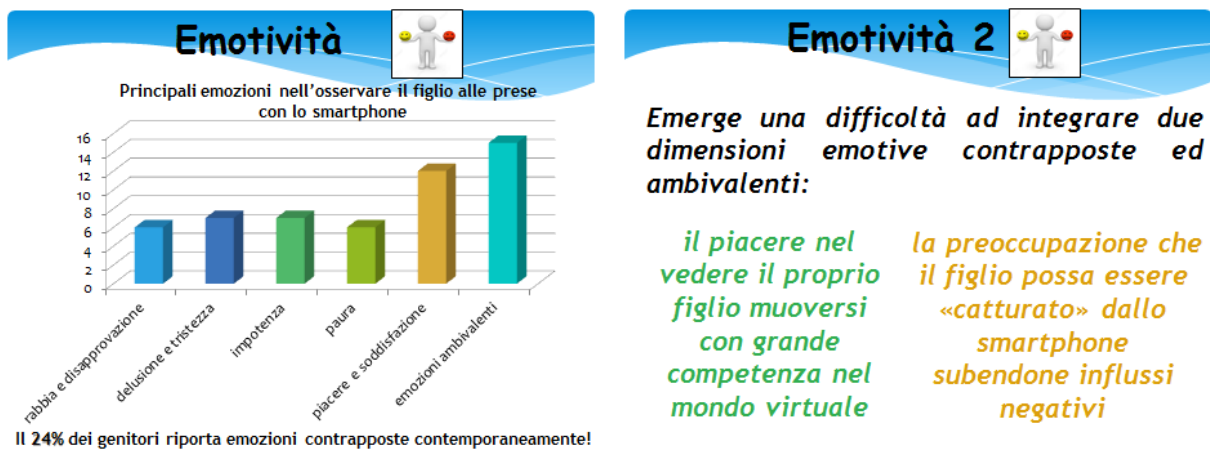 Emotività
Principali emozioni nell'osservare il figlio alle prese
con lo smartphone
16
14
12
10
8
6
4
2
0
rabbia e disapprovazione
delusione e tristezza
impotenza
paura
piacere e soddisfazione
emozioni ambivalenti
Il 24% dei genitori riporta emozioni contrapposte contemporaneamente!
Emotività 2
Emerge una difficoltà ad integrare due
dimensioni emotive contrapposte ed
ambivalenti:
il piacere nel
vedere il proprio
figlio muoversi
con grande
competenza nel
mondo virtuale
la preoccupazione che
il figlio possa essere
«catturato» dallo
smartphone
subendone influssi
negativi